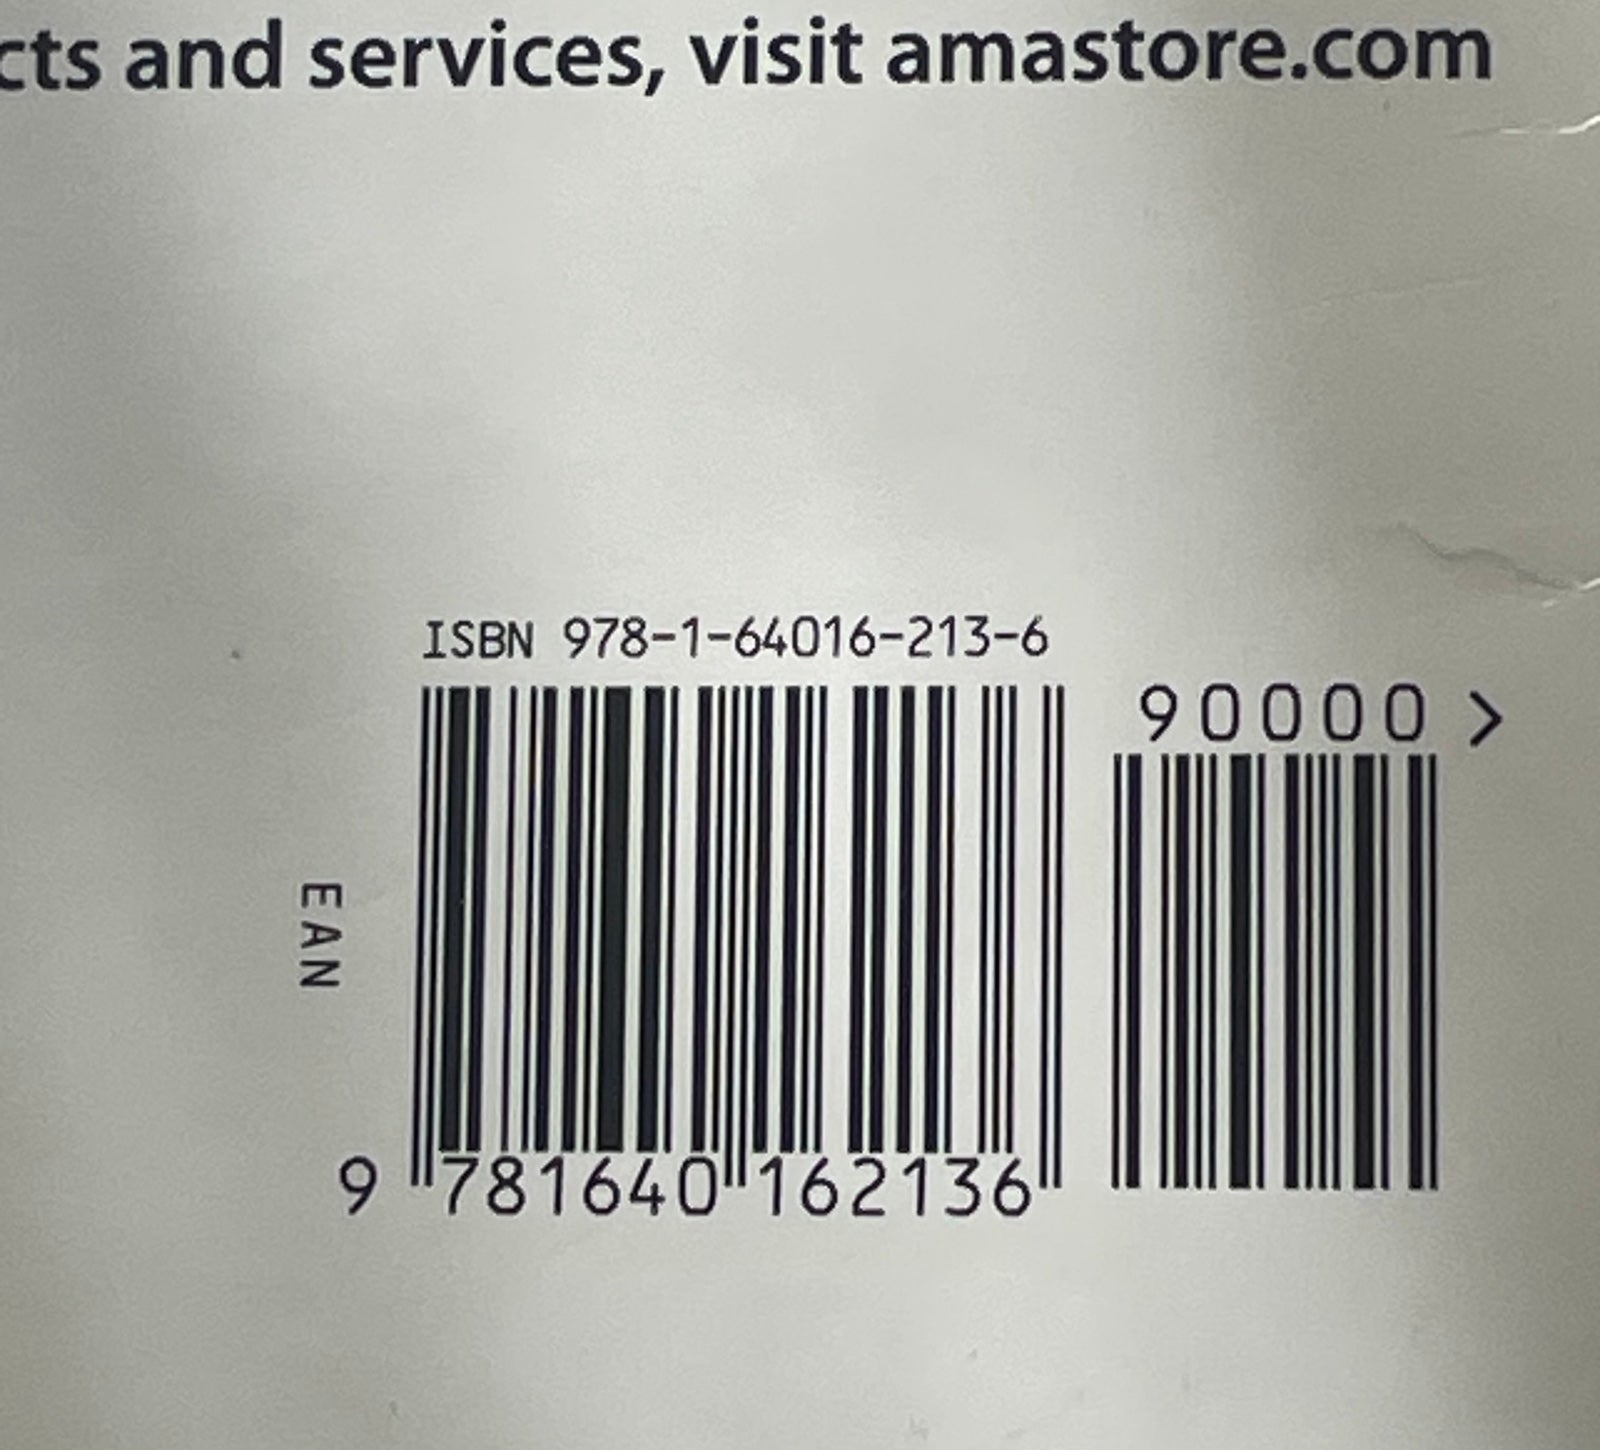 cts and services, visit amastore.com
ISBN 978-1-64016-213-6
90000 >
EAN
9 781640 162136